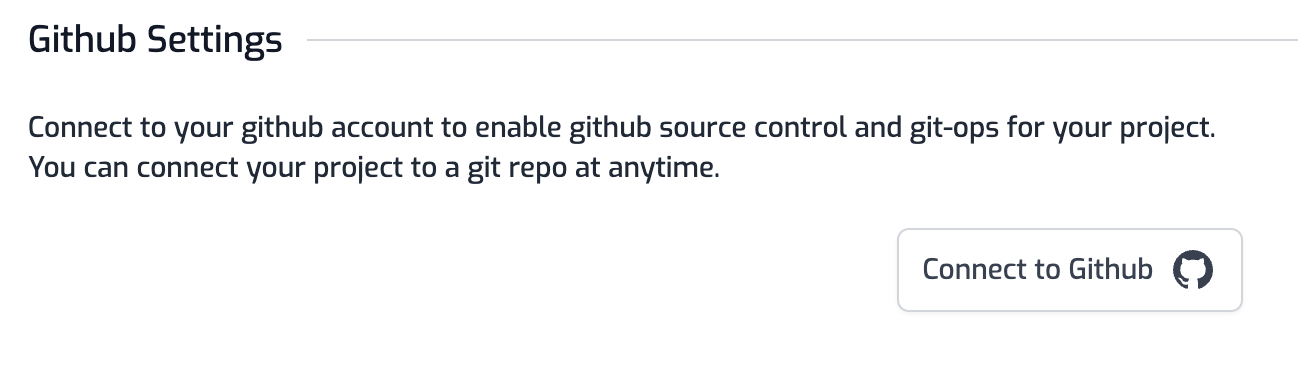 Github Settings
Connect to your github account to enable github source control and git-ops for your project.
You can connect your project to a git repo at anytime.
Connect to Github